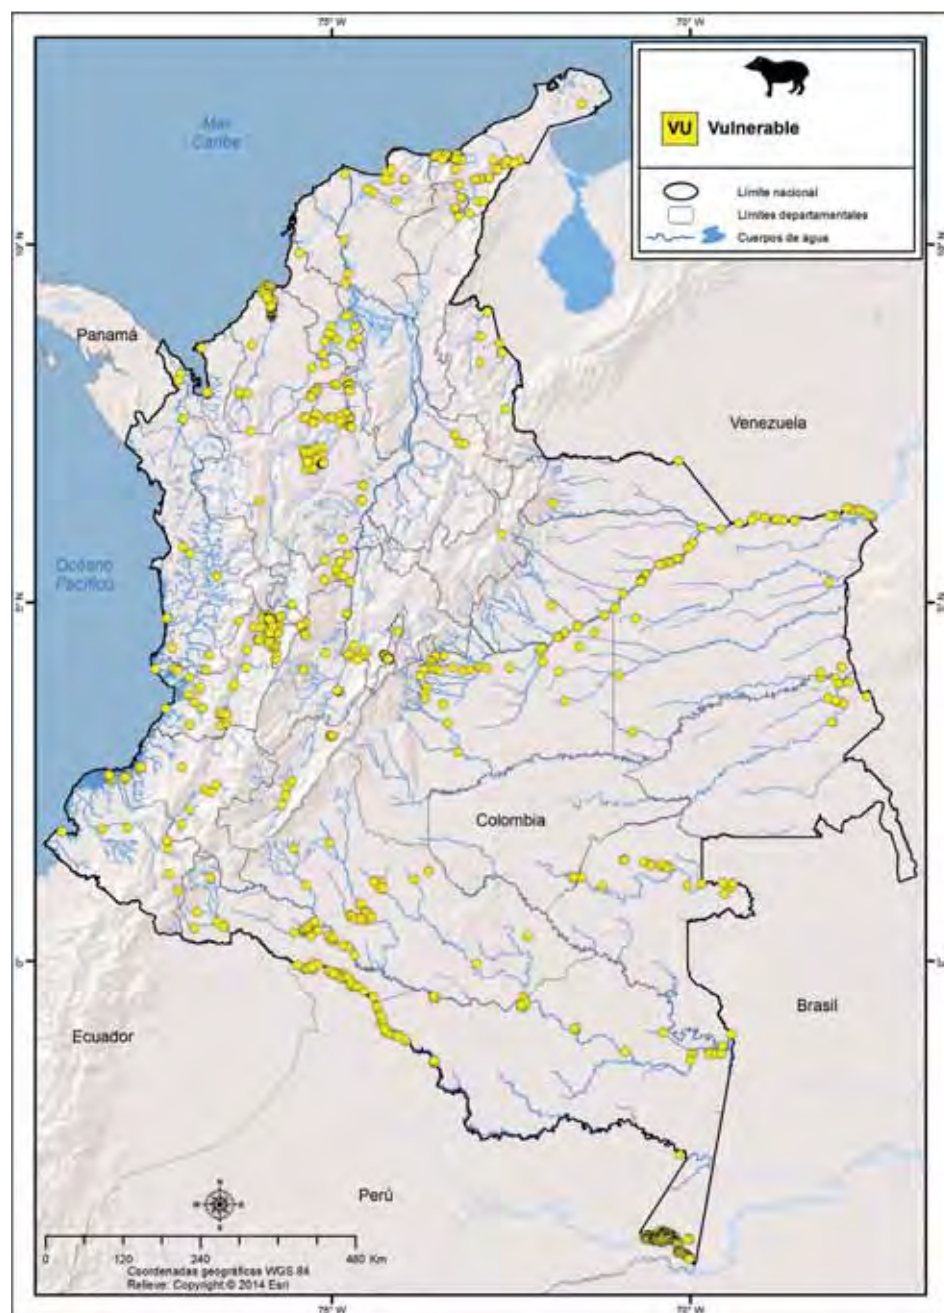 75° W
70° W
VU Vulnerable
Límite nacional
Límites departamentales
Cuerpos de agua
Mar
Caribe
10° N
10° N
Panamá
Venezuela
Océano
Pacífico
5° N
5° N
Colombia
0°
0°
Ecuador
Brasil
Perú
N
S
0 120 240 480 Km
Coordenadas geográficas WGS 84
Relieve: Copyright:© 2014 Esri
75° W
70° W